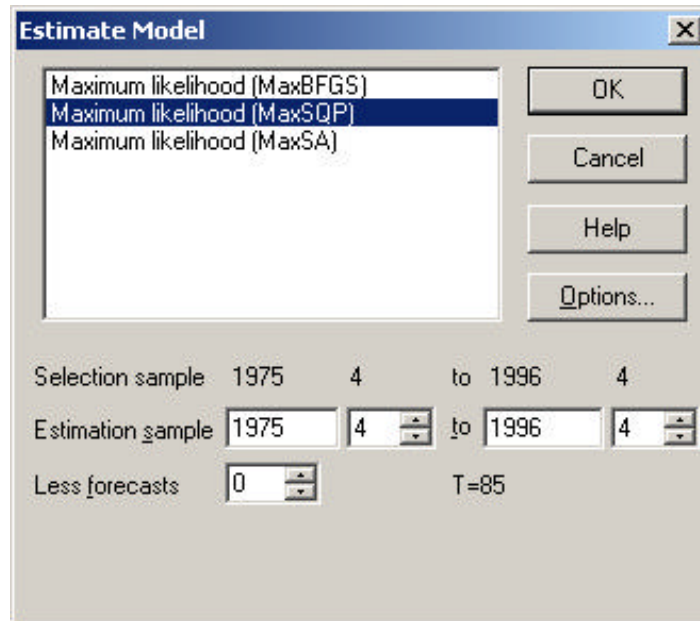 Estimate Model
Maximum likelihood (MaxBFGS)
Maximum likelihood (MaxSQP)
Maximum likelihood (MaxSA)
OK
Cancel
Help
Options...
Selection sample 1975 4 to 1996 4
Estimation sample 1975 4 to 1996 4
Less forecasts 0 T=85